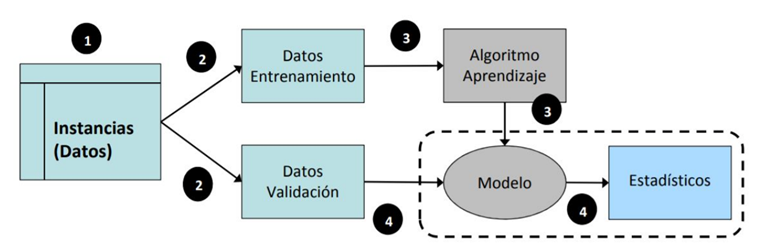 1
2
Datos
Entrenamiento
3
Algoritmo
Aprendizaje
3
Instancias
(Datos)
2
Datos
Validación
4
Modelo
4
Estadísticos